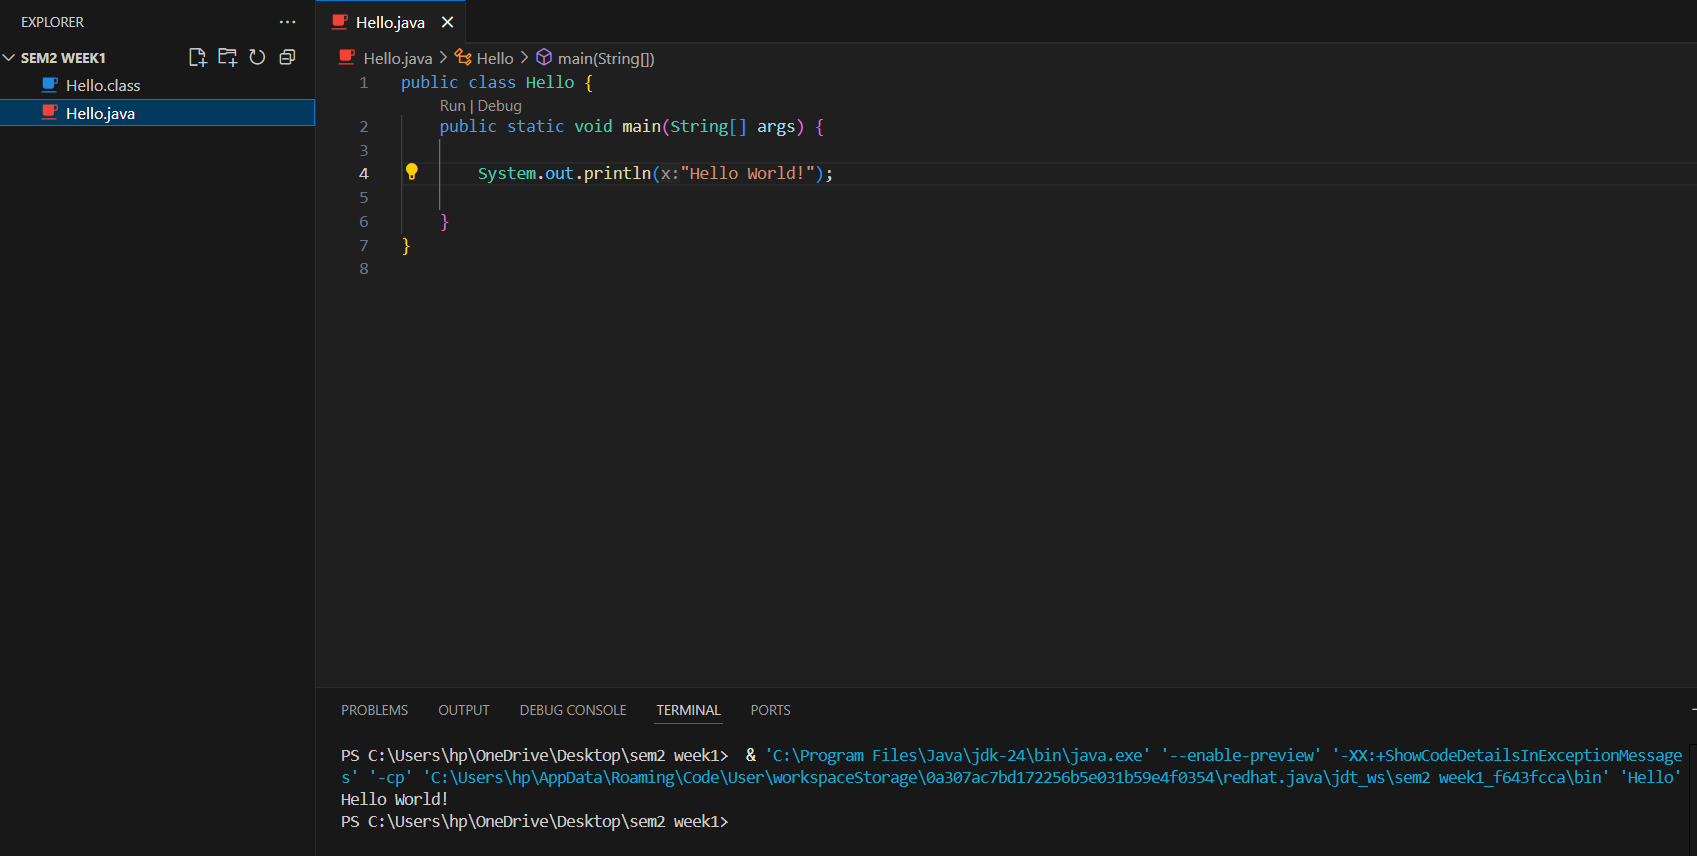 EXPLORER ···
SEM2 WEEK1
Hello.class
Hello.java
Hello.java
Hello.java > Hello > main(String[])
1 public class Hello {
Run | Debug
2 public static void main(String[] args) {
3
4 System.out.println(x:"Hello World!");
5
6 }
7 }
8
PROBLEMS OUTPUT DEBUG CONSOLE TERMINAL PORTS
PS C:\Users\hp\OneDrive\Desktop\sem2 week1>  & 'C:\Program Files\Java\jdk-24\bin\java.exe' '--enable-preview' '-XX:+ShowCodeDetailsInExceptionMessage
s' '-cp' 'C:\Users\hp\AppData\Roaming\Code\User\workspaceStorage\0a307ac7bd172256b5e031b59e4f0354\redhat.java\jdt_ws\sem2 week1_f643fcca\bin' 'Hello'
Hello World!
PS C:\Users\hp\OneDrive\Desktop\sem2 week1>